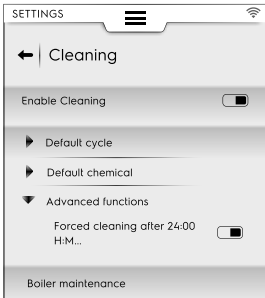 SETTINGS
Cleaning
Enable Cleaning
Default cycle
Default chemical
Advanced functions
Forced cleaning after 24:00
H:M...
Boiler maintenance